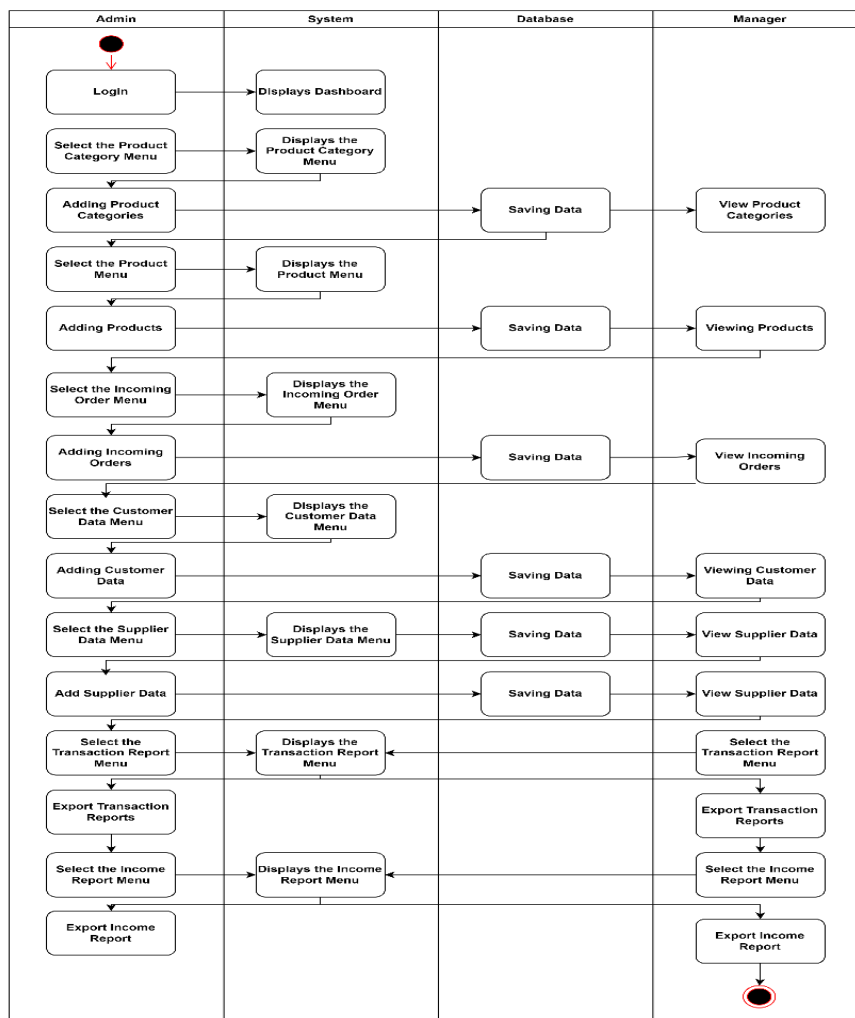 Admin
System
Database
Manager
Login
Displays Dashboard
Select the Product
Category Menu
Displays the
Product Category
Menu
Adding Product
Categories
Saving Data
View Product
Categories
Select the Product
Menu
Displays the
Product Menu
Adding Products
Saving Data
Viewing Products
Select the Incoming
Order Menu
Displays the
Incoming Order
Menu
Adding Incoming
Orders
Saving Data
View Incoming
Orders
Select the Customer
Data Menu
Displays the
Customer Data
Menu
Adding Customer
Data
Saving Data
Viewing Customer
Data
Select the Supplier
Data Menu
Displays the
Supplier Data Menu
Saving Data
View Supplier Data
Add Supplier Data
Saving Data
View Supplier Data
Select the
Transaction Report
Menu
Displays the
Transaction Report
Menu
Select the
Transaction Report
Menu
Export Transaction
Reports
Export Transaction
Reports
Select the Income
Report Menu
Displays the Income
Report Menu
Select the Income
Report Menu
Export Income
Report
Export Income
Report